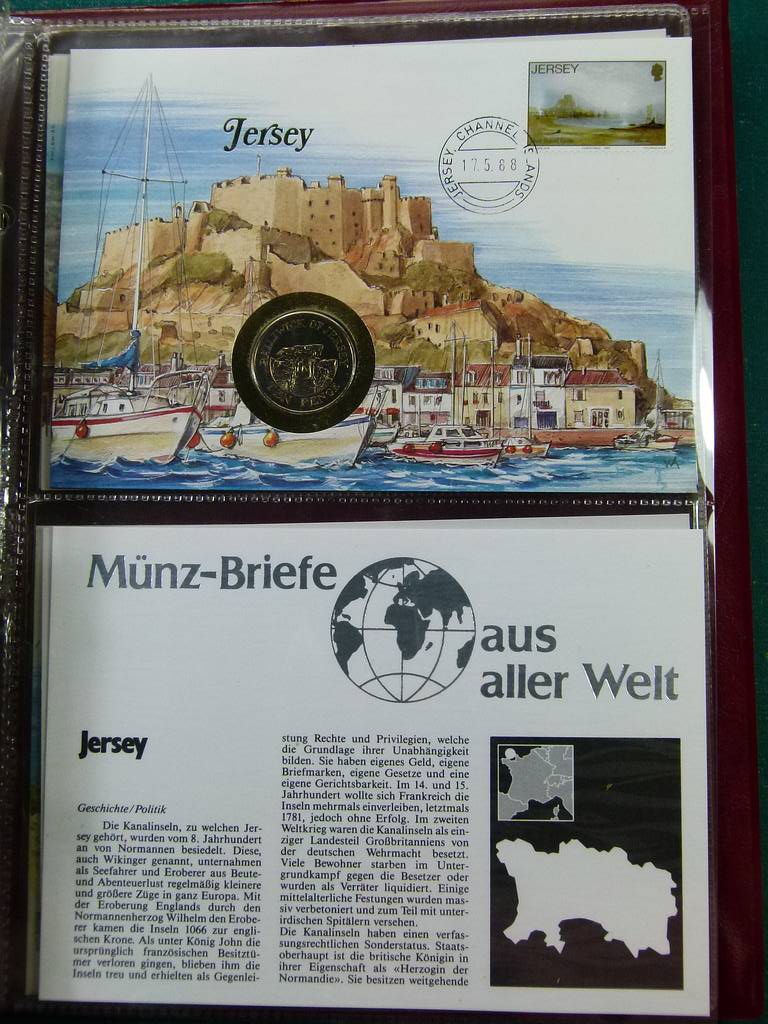 Jersey
JERSEY
JERSEY, CHANNEL ANDS
17.5.88
BAILIWICK OF JERSEY
TEN PENCE
VA
Münz-Briefe
aus
aller Welt
Jersey
Geschichte/Politik
Die Kanalinseln, zu welchen Jer-
sey gehört, wurden vom 8. Jahrhundert
an von Normannen besiedelt. Diese,
auch Wikinger genannt, unternahmen
als Seefahrer und Eroberer aus Beute-
und Abenteuerlust regelmäßig kleinere
und größere Züge in ganz Europa. Mit
der Eroberung Englands durch den
Normannenherzog Wilhelm den Erobe-
rer kamen die Inseln 1066 zur engli-
schen Krone. Als unter König John die
ursprünglich französischen Besitztü-
mer verloren gingen, blieben ihm die
Inseln treu und erhielten als Gegenlei-
stung Rechte und Privilegien, welche
die Grundlage ihrer Unabhängigkeit
bilden. Sie haben eigenes Geld, eigene
Briefmarken, eigene Gesetze und eine
eigene Gerichtsbarkeit. Im 14. und 15.
Jahrhundert wollte sich Frankreich die
Inseln mehrmals einverleiben, letztmals
1781, jedoch ohne Erfolg. Im zweiten
Weltkrieg waren die Kanalinseln als ein-
ziger Landesteil Großbritanniens von
der deutschen Wehrmacht besetzt.
Viele Bewohner starben im Unter-
grundkampf gegen die Besetzer oder
wurden als Verräter liquidiert. Einige
mittelalterliche Festungen wurden mas-
siv verbetoniert und zum Teil mit unter-
irdischen Spitälern versehen.
Die Kanalinseln haben einen verfas-
sungsrechtlichen Sonderstatus. Staats-
oberhaupt ist die britische Königin in
ihrer Eigenschaft als «Herzogin der
Normandie». Sie besitzen weitgehende